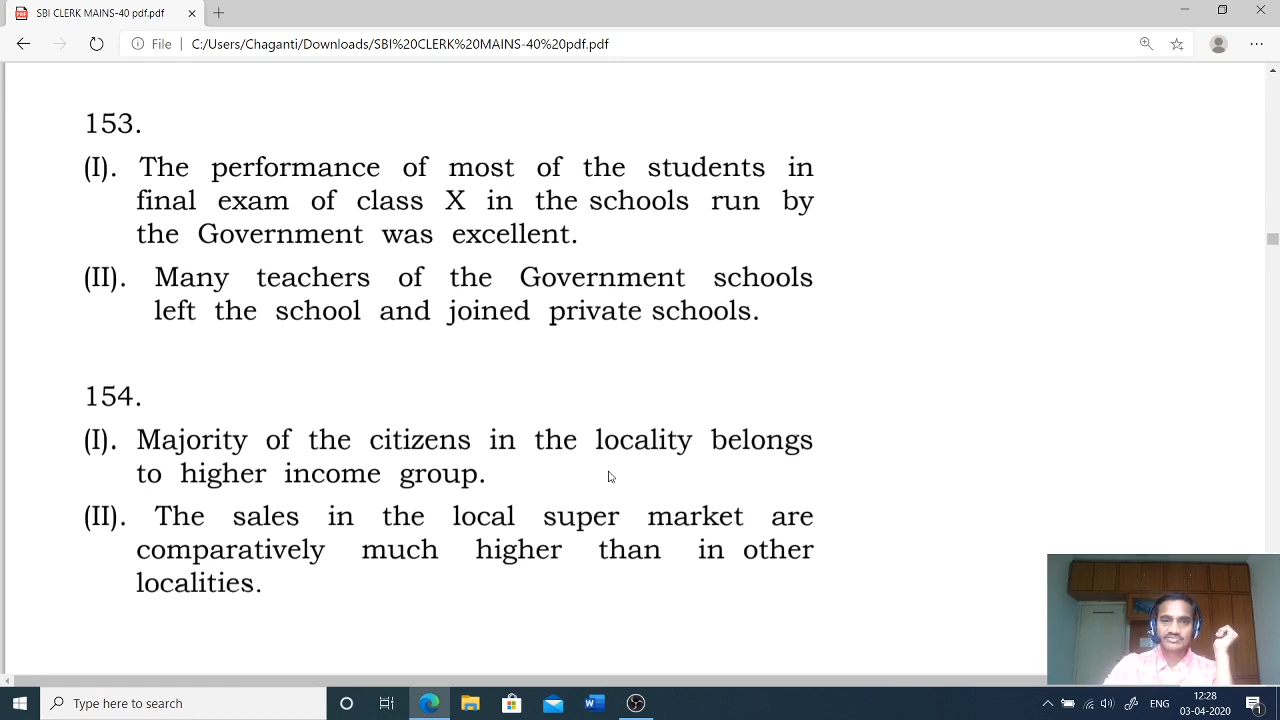 SBI CLERK MAINS-40 pdf.pdf
File | C:/Users/Chaganti/Downloads/SBI%20CLERK%20MAINS-40%20pdf.pdf
153.
(I). The performance of most of the students in
final exam of class X in the schools run by
the Government was excellent.
(II). Many teachers of the Government schools
left the school and joined private schools.
154.
(I). Majority of the citizens in the locality belongs
to higher income group.
(II). The sales in the local super market are
comparatively much higher than in other
localities.
Type here to search
ENG
12:28
03-04-2020